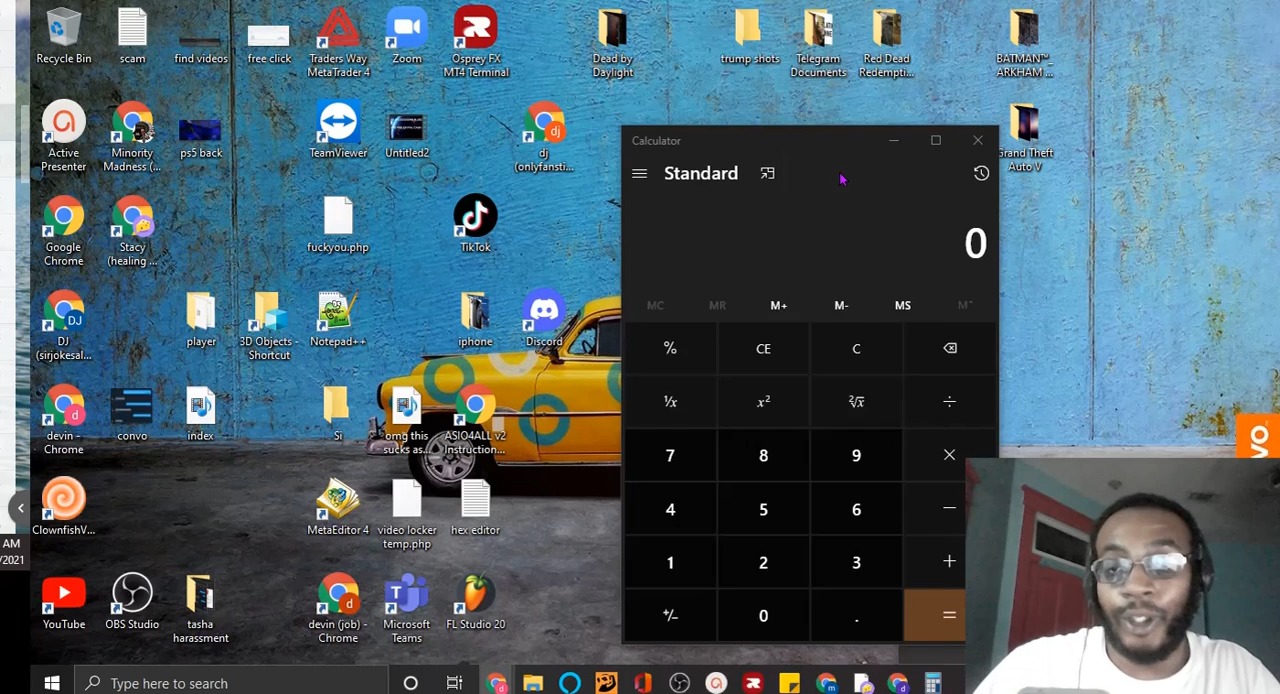 Recycle Bin
scam
find videos
free click
Traders Way
MetaTrader 4
Zoom
Osprey FX
MT4 Terminal
Dead by
Daylight
trump shots
Telegram
Documents
Red Dead
Redempti...
BATMAN™
ARKHAM ...
Active
Presenter
Minority
Madness (...
ps5 back
TeamViewer
Untitled2
dj
dj
(onlyfansti...
Grand Theft
Auto V
Google
Chrome
Stacy
(healing ...
fuckyou.php
TikTok
DJ
DJ
(sirjokesal...
player
3D Objects -
Shortcut
Notepad++
iphone
Discord
d
devin -
Chrome
convo
index
Si
omg this
sucks as...
ASIO4ALL v2
Instruction...
ClownfishV...
MetaEditor 4
video locker
temp.php
hex editor
YouTube
OBS Studio
tasha
harassment
d
devin (job) -
Chrome
Microsoft
Teams
FL Studio 20
Calculator
Standard
0
MC MR M+ M- MS M˅
% CE C
⅟x x² ²√x ÷
7 8 9 ×
4 5 6 −
1 2 3 +
+/- 0 . =
AM
/2021
Type here to search